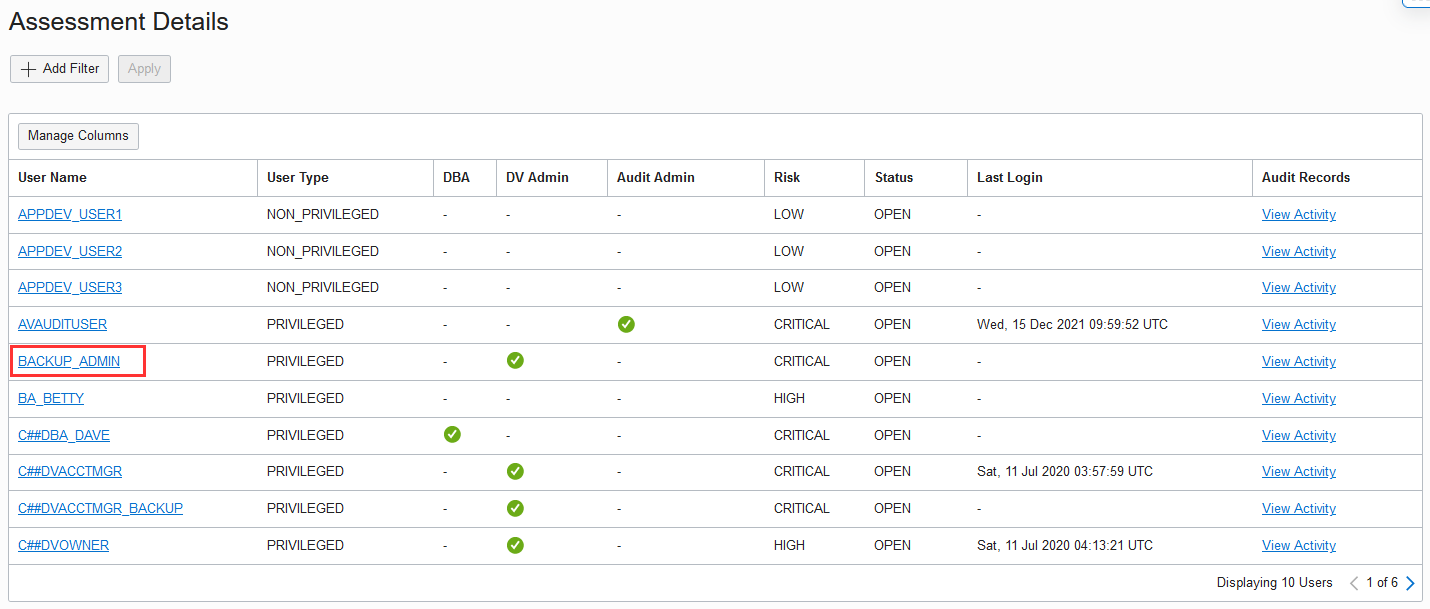 Assessment Details
Add Filter Apply
Manage Columns
User Name User Type DBA DV Admin Audit Admin Risk Status Last Login Audit Records
APPDEV_USER1 NON_PRIVILEGED - - - LOW OPEN - View Activity
APPDEV_USER2 NON_PRIVILEGED - - - LOW OPEN - View Activity
APPDEV_USER3 NON_PRIVILEGED - - - LOW OPEN - View Activity
AVAUDITUSER PRIVILEGED - - CRITICAL OPEN Wed, 15 Dec 2021 09:59:52 UTC View Activity
BACKUP_ADMIN PRIVILEGED - - CRITICAL OPEN - View Activity
BA_BETTY PRIVILEGED - - - HIGH OPEN - View Activity
C##DBA_DAVE PRIVILEGED - - CRITICAL OPEN - View Activity
C##DVACCTMGR PRIVILEGED - - CRITICAL OPEN Sat, 11 Jul 2020 03:57:59 UTC View Activity
C##DVACCTMGR_BACKUP PRIVILEGED - - CRITICAL OPEN - View Activity
C##DVOWNER PRIVILEGED - - HIGH OPEN Sat, 11 Jul 2020 04:13:21 UTC View Activity
Displaying 10 Users 1 of 6